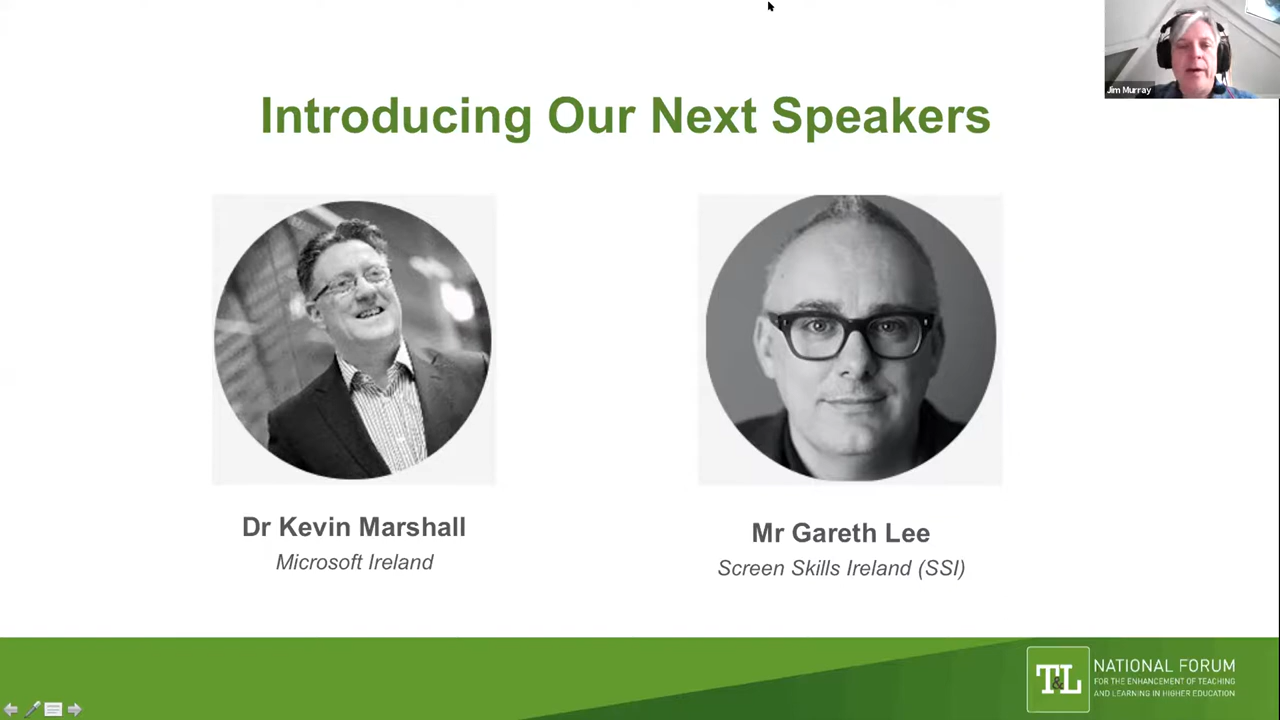 Jim Murray
Introducing Our Next Speakers
Dr Kevin Marshall
Microsoft Ireland
Mr Gareth Lee
Screen Skills Ireland (SSI)
T&L
NATIONAL FORUM
FOR THE ENHANCEMENT OF TEACHING
AND LEARNING IN HIGHER EDUCATION